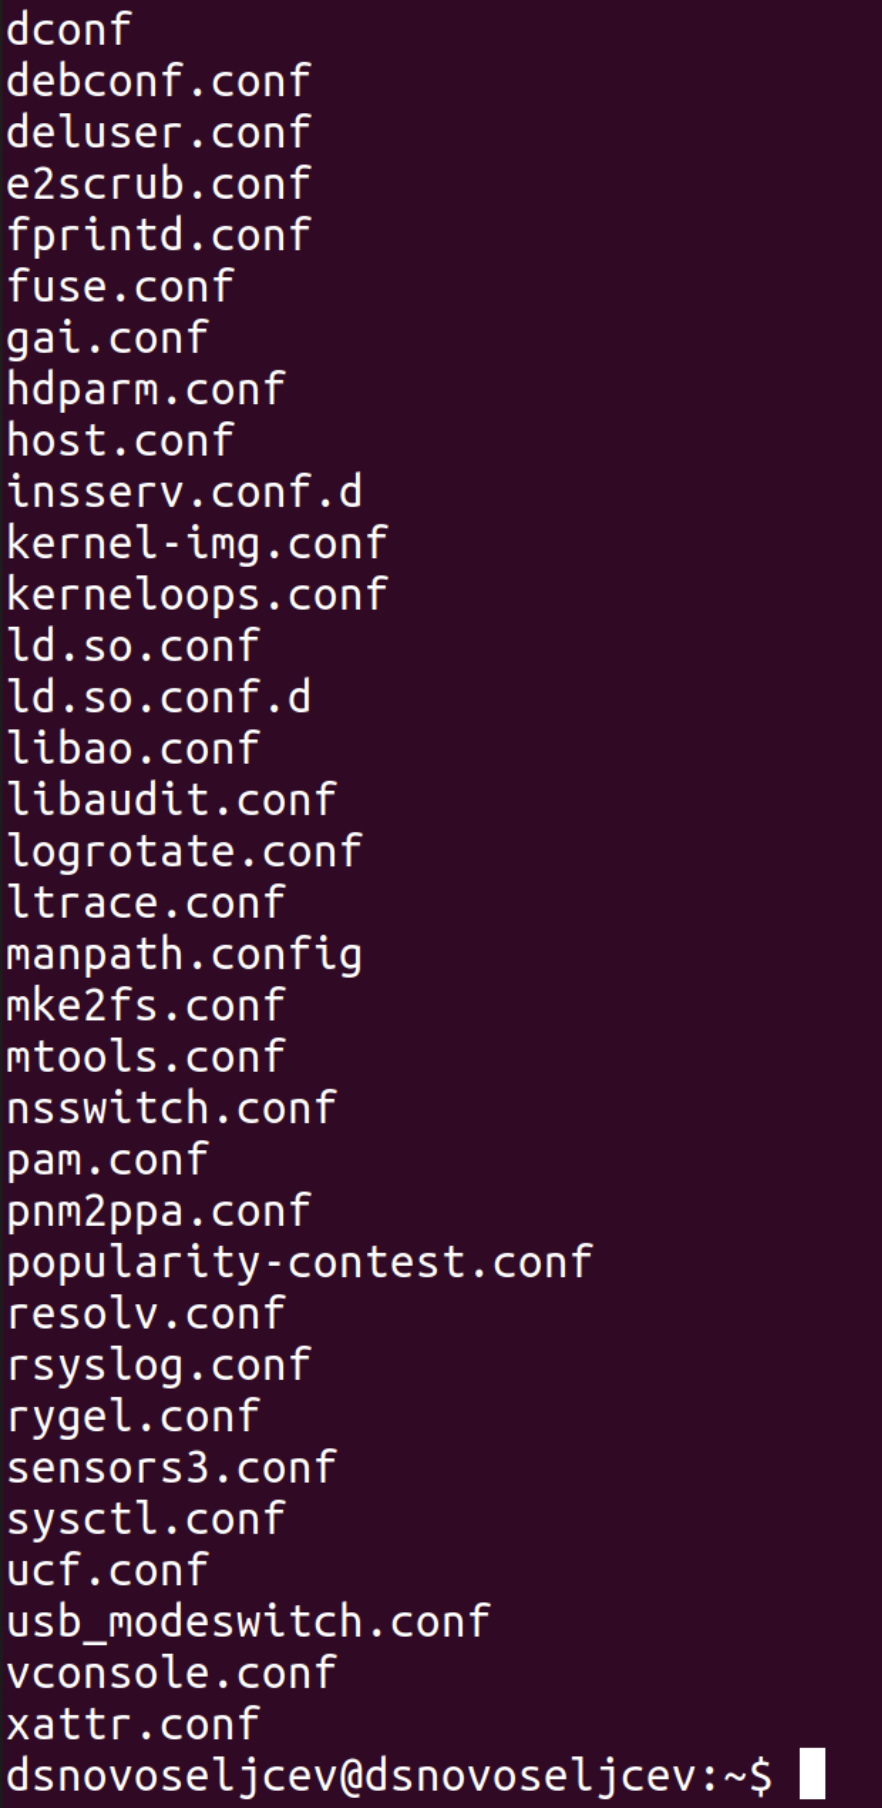 dconf
debconf.conf
deluser.conf
e2scrub.conf
fprintd.conf
fuse.conf
gai.conf
hdparm.conf
host.conf
insserv.conf.d
kernel-img.conf
kerneloops.conf
ld.so.conf
ld.so.conf.d
libao.conf
libaudit.conf
logrotate.conf
ltrace.conf
manpath.config
mke2fs.conf
mtools.conf
nsswitch.conf
pam.conf
pnm2ppa.conf
popularity-contest.conf
resolv.conf
rsyslog.conf
rygel.conf
sensors3.conf
sysctl.conf
ucf.conf
usb_modeswitch.conf
vconsole.conf
xattr.conf
dsnovoseljcev@dsnovoseljcev:~$